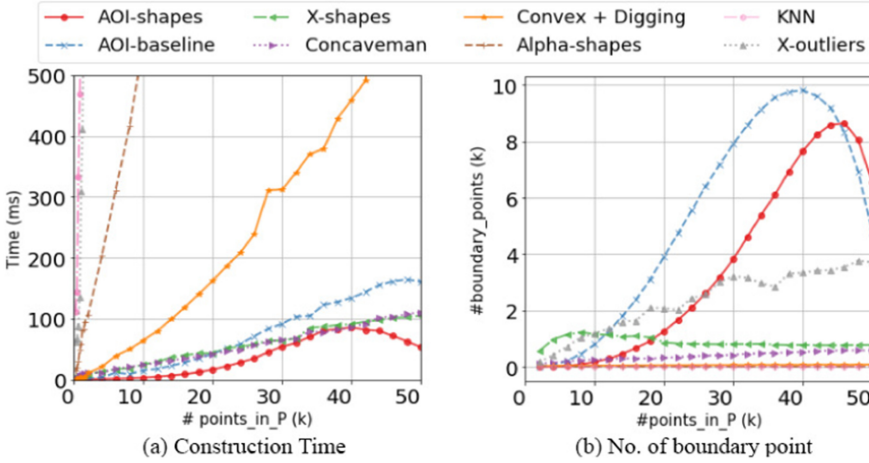 AOI-shapes X-shapes Convex + Digging KNN
AOI-baseline Concaveman Alpha-shapes X-outliers
500
400
300
200
100
0
Time (ms)
0 10 20 30 40 50
# points_in_P (k)
(a) Construction Time
10
8
6
4
2
0
#boundary_points (k)
0 10 20 30 40 50
#points_in_P (k)
(b) No. of boundary point